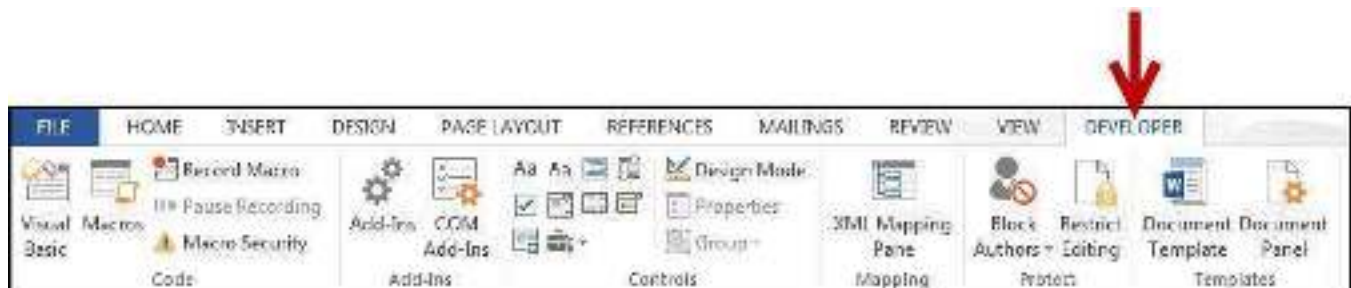 FILE HOME INSERT DESIGN PAGE LAYOUT REFERENCES MAILINGS REVIEW VIEW DEVELOPER
Visual Basic
Macros
Record Macro
Pause Recording
Macro Security
Code
Add-Ins
COM Add-Ins
Add-Ins
Aa Aa
Design Mode
Properties
Group
Controls
XML Mapping Pane
Mapping
Block Authors
Restrict Editing
Protect
Document Template
Document Panel
Templates